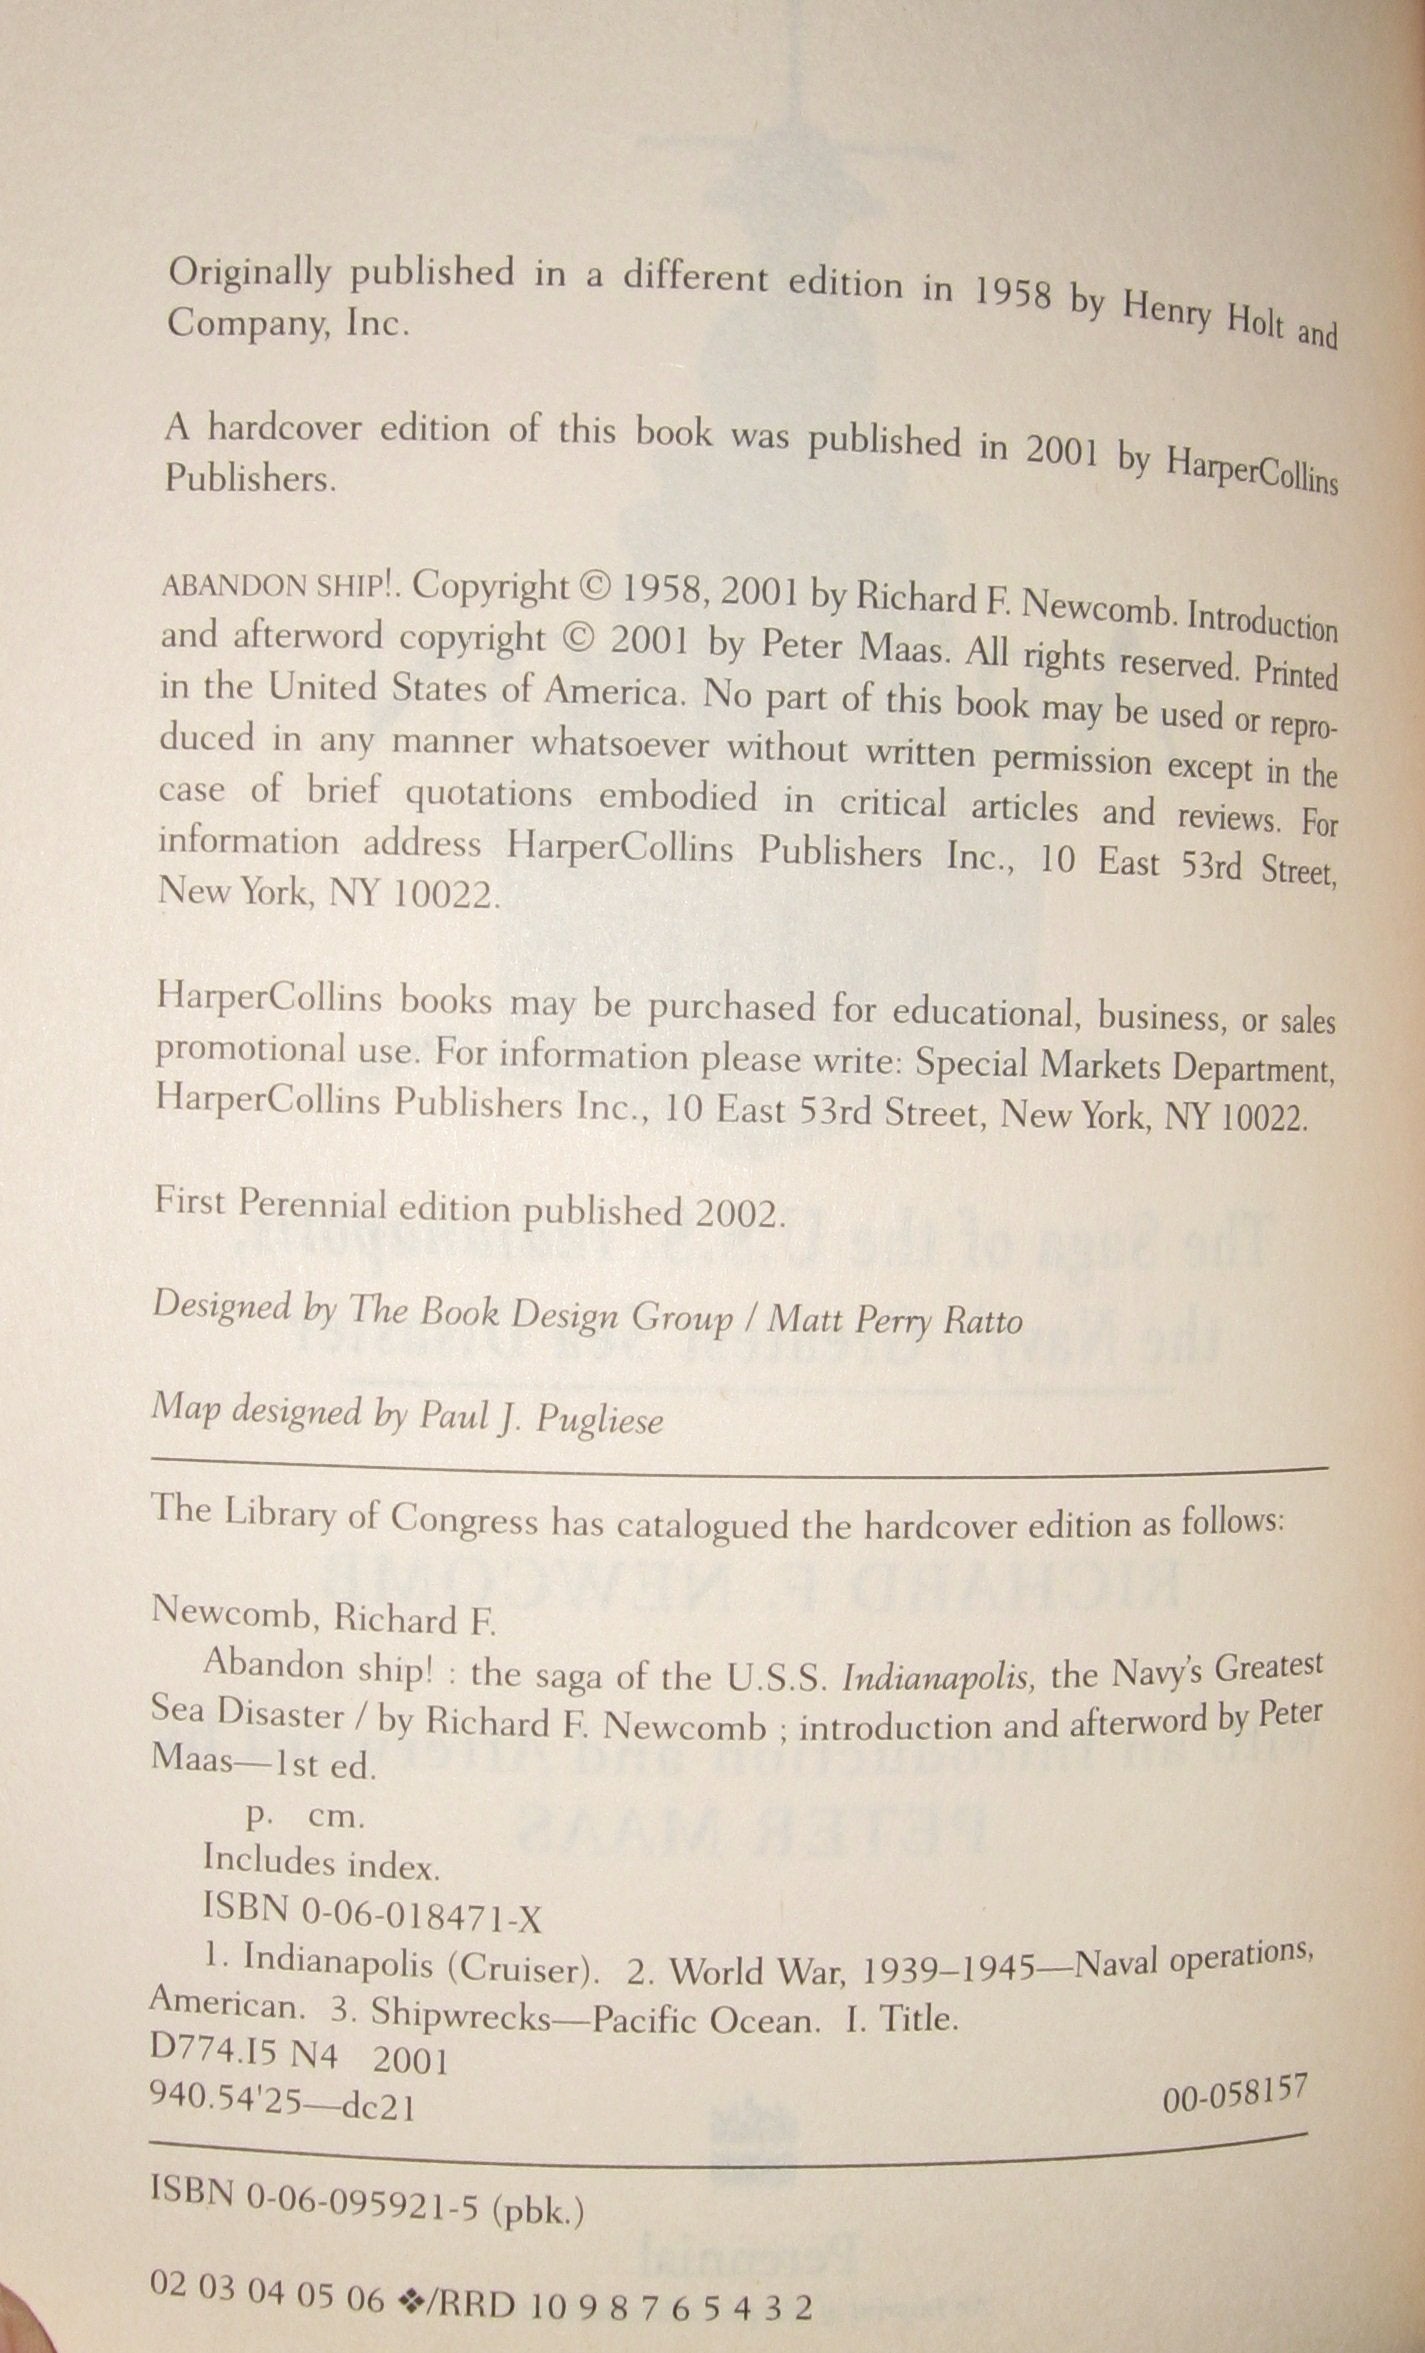 Originally published in a different edition in 1958 by Henry Holt and
Company, Inc.
A hardcover edition of this book was published in 2001 by HarperCollins
Publishers.
ABANDON SHIP!. Copyright © 1958, 2001 by Richard F. Newcomb. Introduction
and afterword copyright © 2001 by Peter Maas. All rights reserved. Printed
in the United States of America. No part of this book may be used or repro-
duced in any manner whatsoever without written permission except in the
case of brief quotations embodied in critical articles and reviews. For
information address HarperCollins Publishers Inc., 10 East 53rd Street,
New York, NY 10022.
HarperCollins books may be purchased for educational, business, or sales
promotional use. For information please write: Special Markets Department,
HarperCollins Publishers Inc., 10 East 53rd Street, New York, NY 10022.
First Perennial edition published 2002.
Designed by The Book Design Group / Matt Perry Ratto
Map designed by Paul J. Pugliese
The Library of Congress has catalogued the hardcover edition as follows:
Newcomb, Richard F.
Abandon ship! : the saga of the U.S.S. Indianapolis, the Navy's Greatest
Sea Disaster / by Richard F. Newcomb ; introduction and afterword by Peter
Maas—1st ed.
p. cm.
Includes index.
ISBN 0-06-018471-X
1. Indianapolis (Cruiser). 2. World War, 1939–1945—Naval operations,
American. 3. Shipwrecks—Pacific Ocean. I. Title.
D774.I5 N4 2001
940.54'25—dc21 00-058157
ISBN 0-06-095921-5 (pbk.)
02 03 04 05 06 ❖/RRD 10 9 8 7 6 5 4 3 2